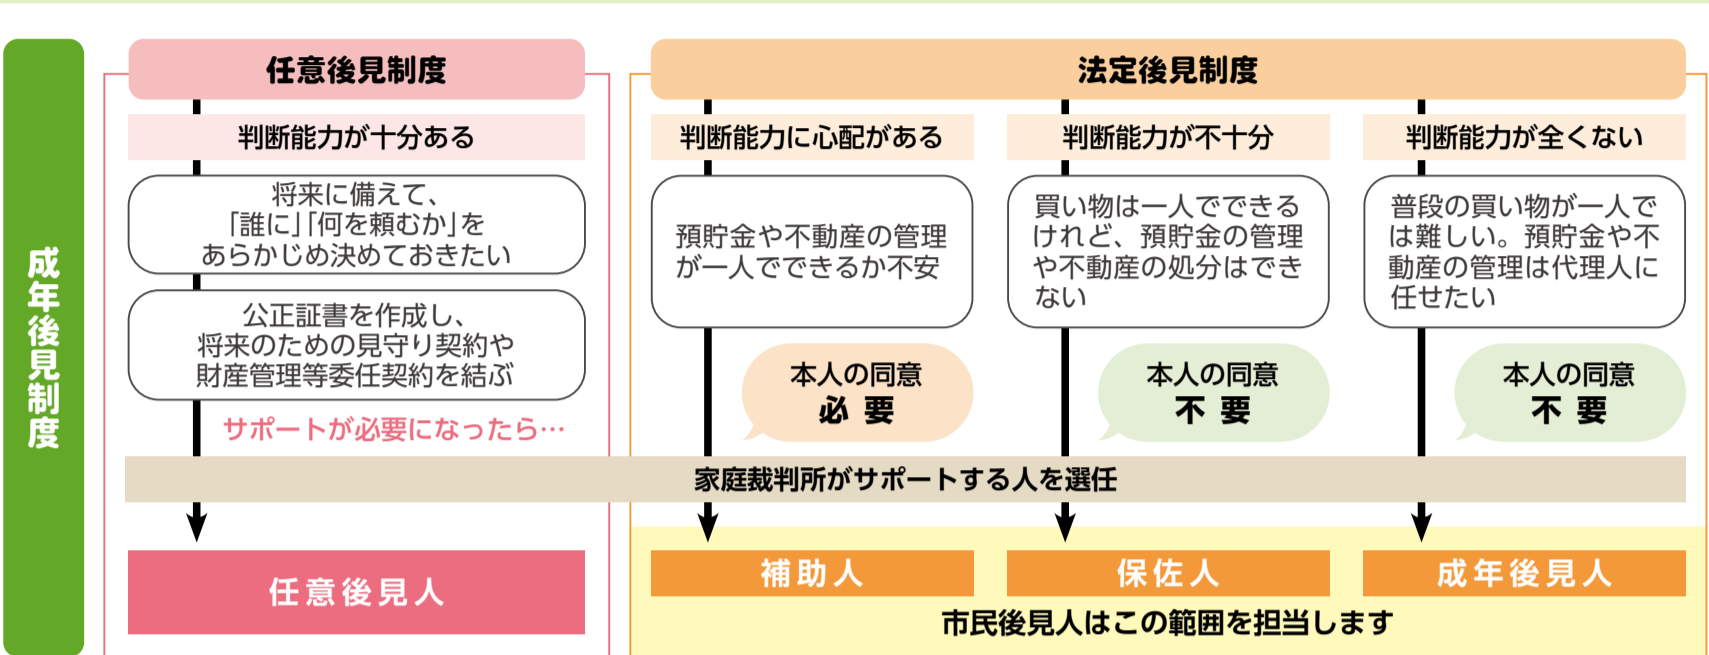 成年後見制度
任意後見制度
判断能力が十分ある
将来に備えて、
「誰に」「何を頼むか」を
あらかじめ決めておきたい
公正証書を作成し、
将来のための見守り契約や
財産管理等委任契約を結ぶ
サポートが必要になったら…
法定後見制度
判断能力に心配がある
預貯金や不動産の管理
が一人でできるか不安
本人の同意
必要
判断能力が不十分
買い物は一人でできる
けれど、預貯金の管理
や不動産の処分はでき
ない
本人の同意
不要
判断能力が全くない
普段の買い物が一人で
は難しい。預貯金や不
動産の管理は代理人に
任せたい
本人の同意
不要
家庭裁判所がサポートする人を選任
任意後見人
補助人
保佐人
成年後見人
市民後見人はこの範囲を担当します